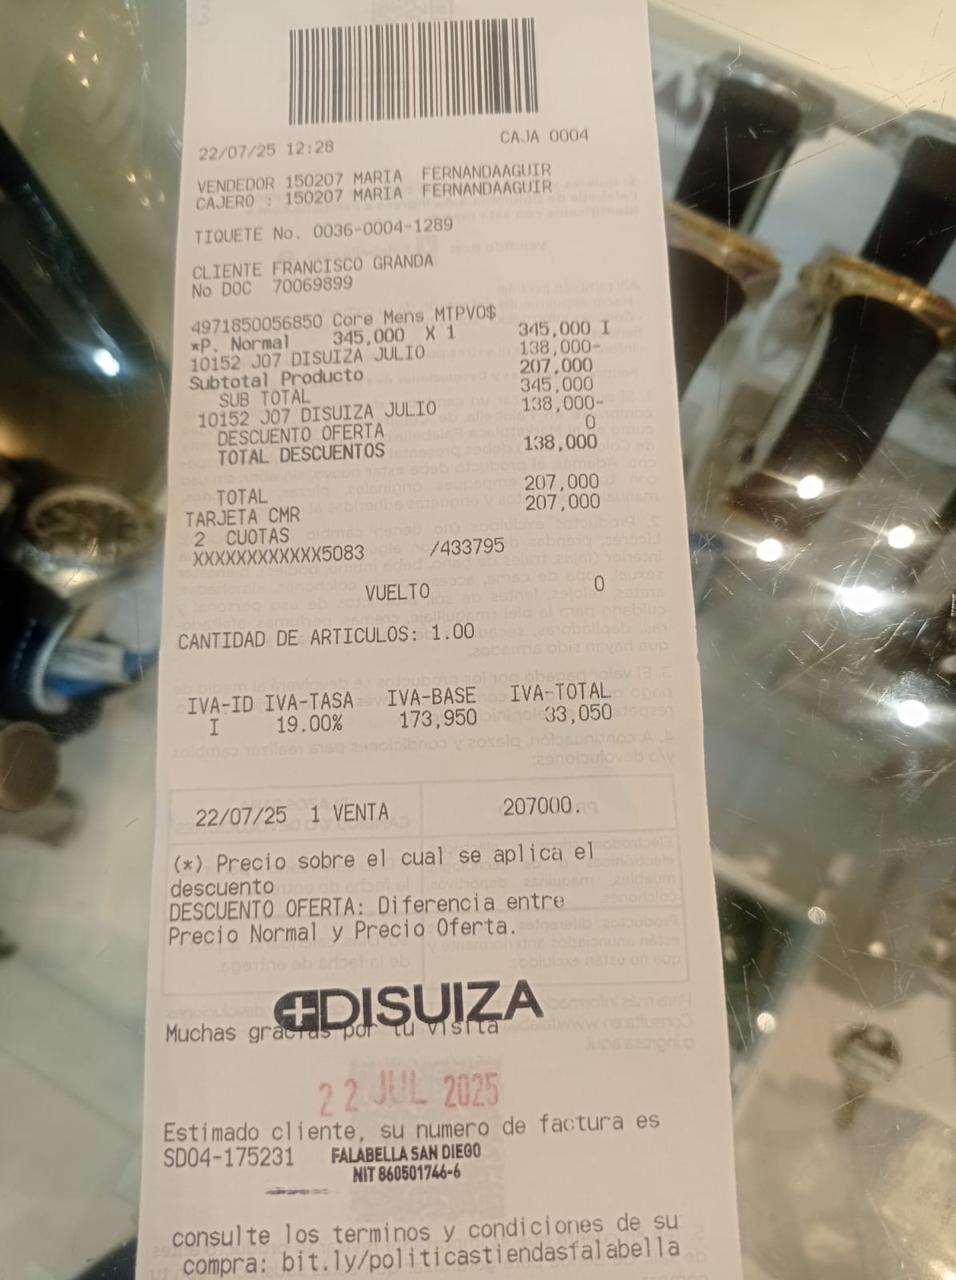 22/07/25 12:28 CAJA 0004
VENDEDOR 150207 MARIA FERNANDAAGUIR
CAJERO : 150207 MARIA FERNANDAAGUIR
TIQUETE No. 0036-0004-1289
CLIENTE FRANCISCO GRANDA
No DOC 70069899
4971850056850 Core Mens MTPVO$
*P. Normal 345,000 X 1 345,000 I
10152 J07 DISUIZA JULIO 138,000-
Subtotal Producto 207,000
SUB TOTAL 345,000
10152 J07 DISUIZA JULIO 138,000-
DESCUENTO OFERTA 0
TOTAL DESCUENTOS 138,000
TOTAL 207,000
TARJETA CMR 207,000
2 CUOTAS
XXXXXXXXXXXX5083 /433795
VUELTO 0
CANTIDAD DE ARTICULOS: 1.00
IVA-ID IVA-TASA IVA-BASE IVA-TOTAL
I 19.00% 173,950 33,050
22/07/25 1 VENTA 207000.
(*) Precio sobre el cual se aplica el
descuento
DESCUENTO OFERTA: Diferencia entre
Precio Normal y Precio Oferta.
DISUIZA
Muchas gracias por tu visita
22 JUL 2025
Estimado cliente, su numero de factura es
SD04-175231 FALABELLA SAN DIEGO
NIT 860501746-6
consulte los terminos y condiciones de su
compra: bit.ly/politicastiendasfalabella